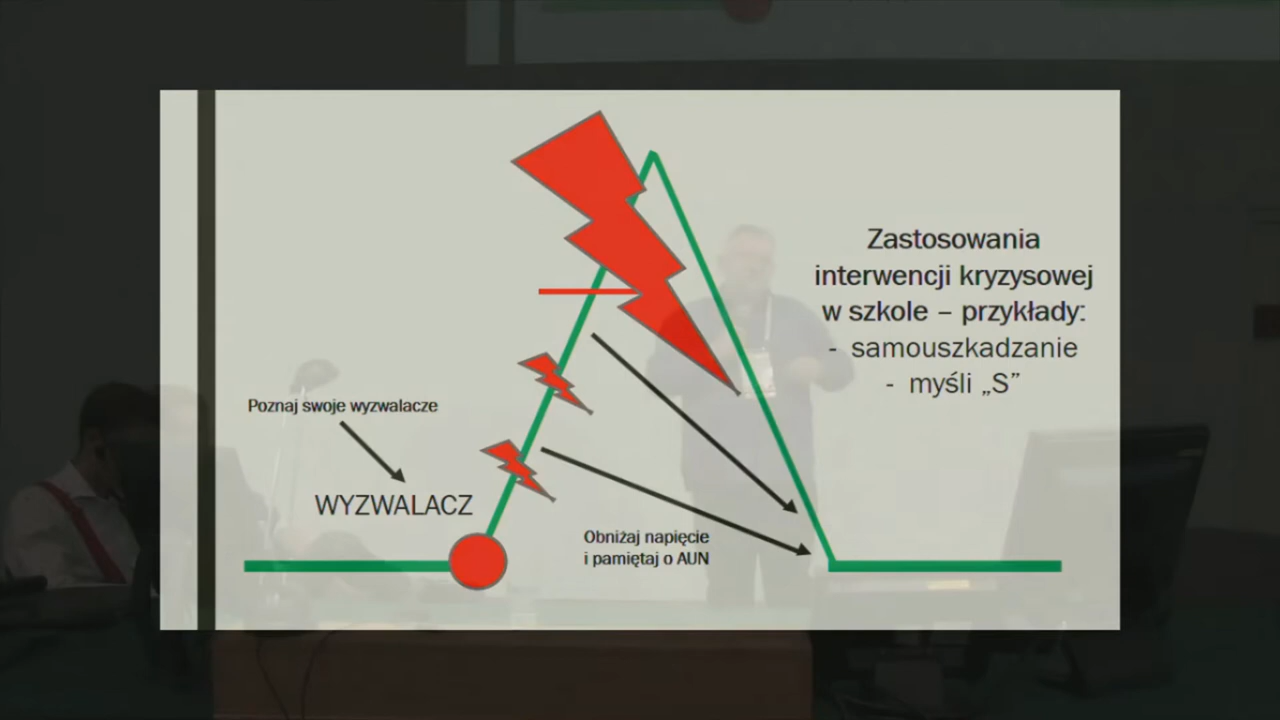 Zastosowania
interwencji kryzysowej
w szkole – przykłady:
- samouszkadzanie
- myśli „S”
Poznaj swoje wyzwalacze
WYZWALACZ
Obniżaj napięcie
i pamiętaj o AUN